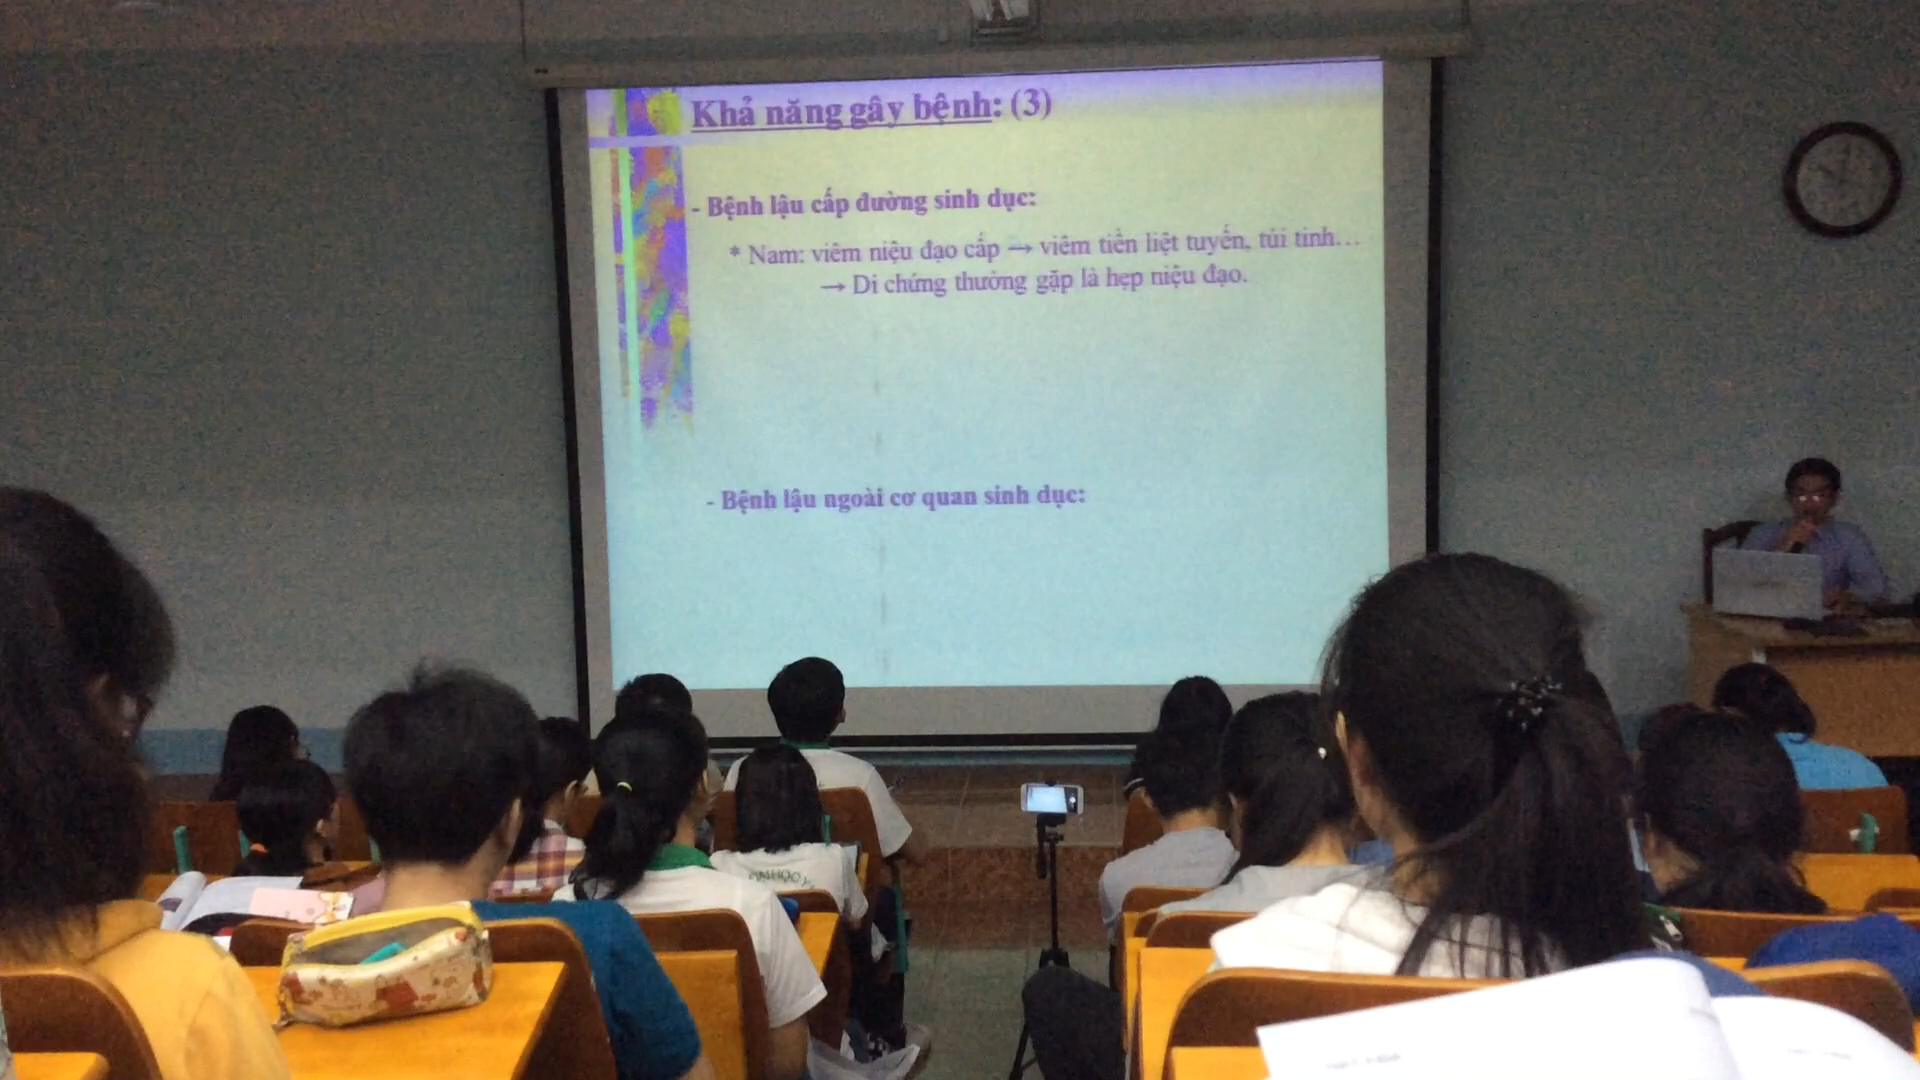 Khả năng gây bệnh: (3)
- Bệnh lậu cấp đường sinh dục:
* Nam: viêm niệu đạo cấp → viêm tiền liệt tuyến, túi tinh…
→ Di chứng thường gặp là hẹp niệu đạo.
- Bệnh lậu ngoài cơ quan sinh dục: